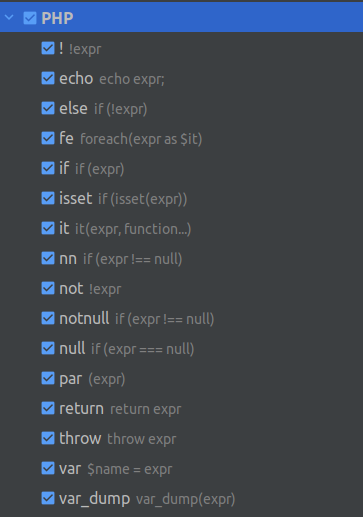 PHP
! !expr
echo echo expr;
else if (!expr)
fe foreach(expr as $it)
if if (expr)
isset if (isset(expr))
it it(expr, function...)
nn if (expr !== null)
not !expr
notnull if (expr !== null)
null if (expr === null)
par (expr)
return return expr
throw throw expr
var $name = expr
var_dump var_dump(expr)